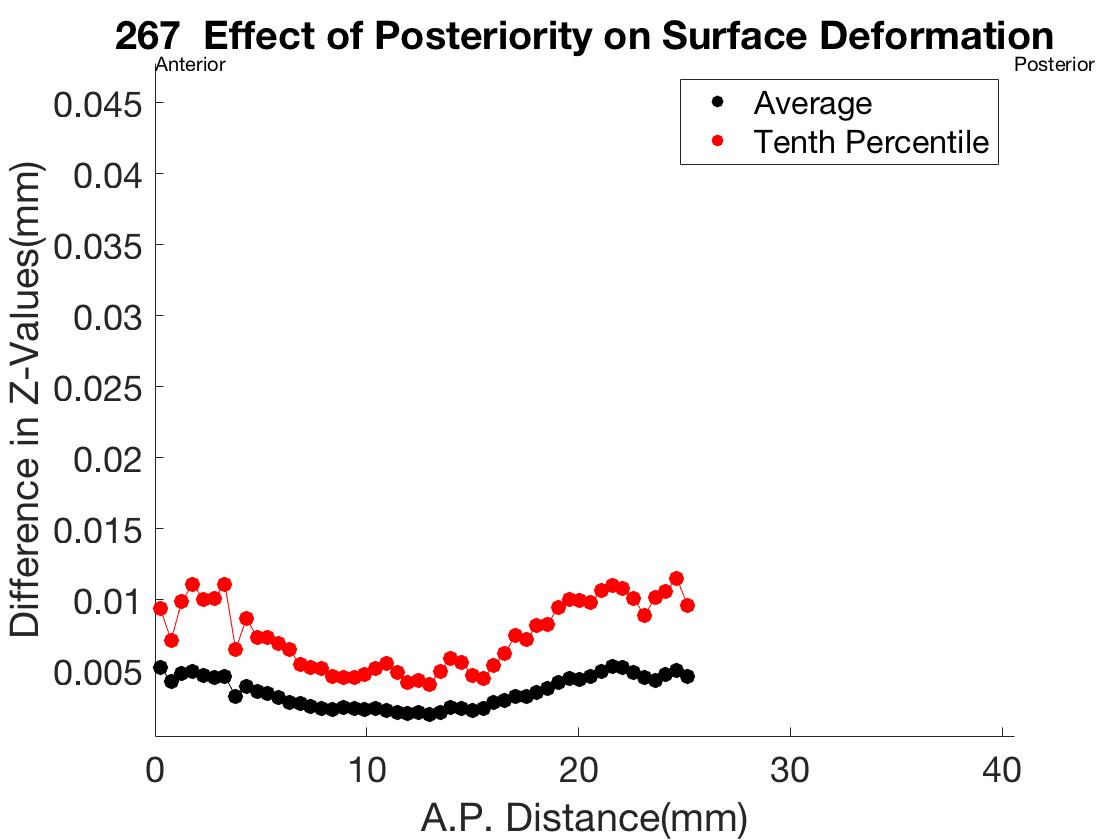 267  Effect of Posteriority on Surface Deformation
Anterior
Posterior
Average
Tenth Percentile
Difference in Z-Values(mm)
0.045
0.04
0.035
0.03
0.025
0.02
0.015
0.01
0.005
0
10
20
30
40
A.P. Distance(mm)